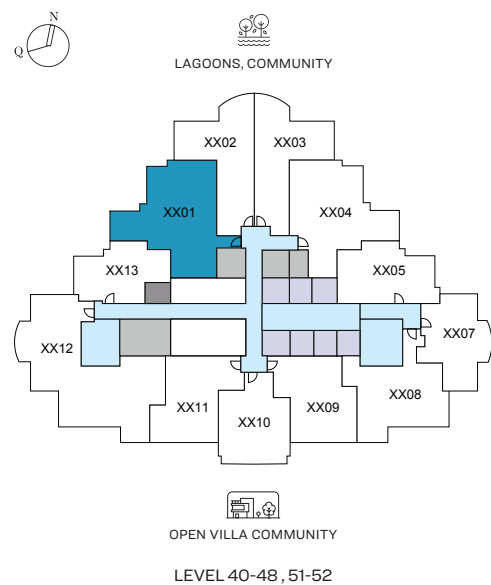 N
Q
LAGOONS, COMMUNITY
XX02
XX03
XX01
XX04
XX13
XX05
XX12
XX07
XX11
XX10
XX09
XX08
OPEN VILLA COMMUNITY
LEVEL 40-48 , 51-52